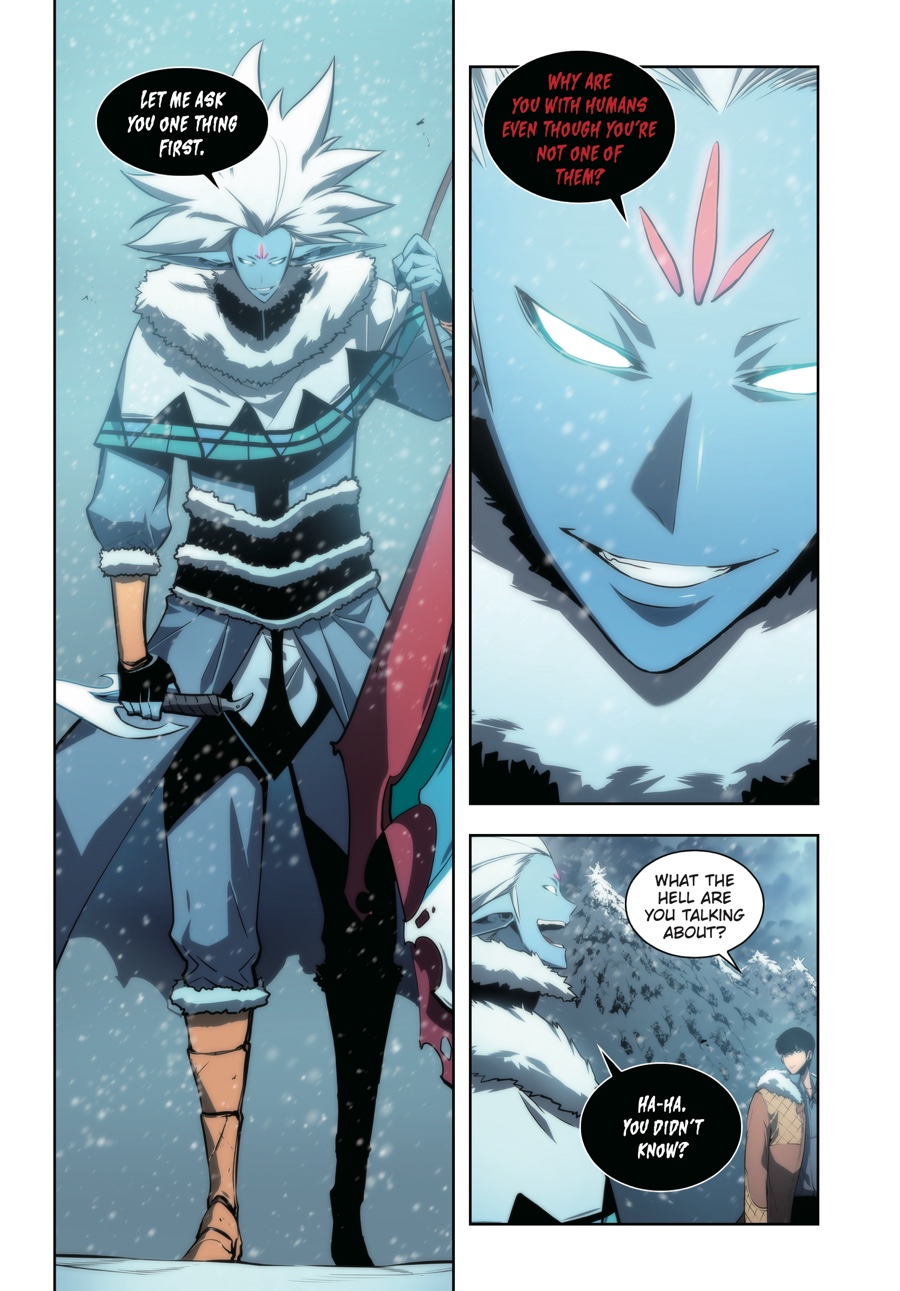 LET ME ASK
YOU ONE THING
FIRST.
WHY ARE
YOU WITH HUMANS
EVEN THOUGH YOU'RE
NOT ONE OF
THEM?
WHAT THE
HELL ARE
YOU TALKING
ABOUT?
HA-HA.
YOU DIDN'T
KNOW?